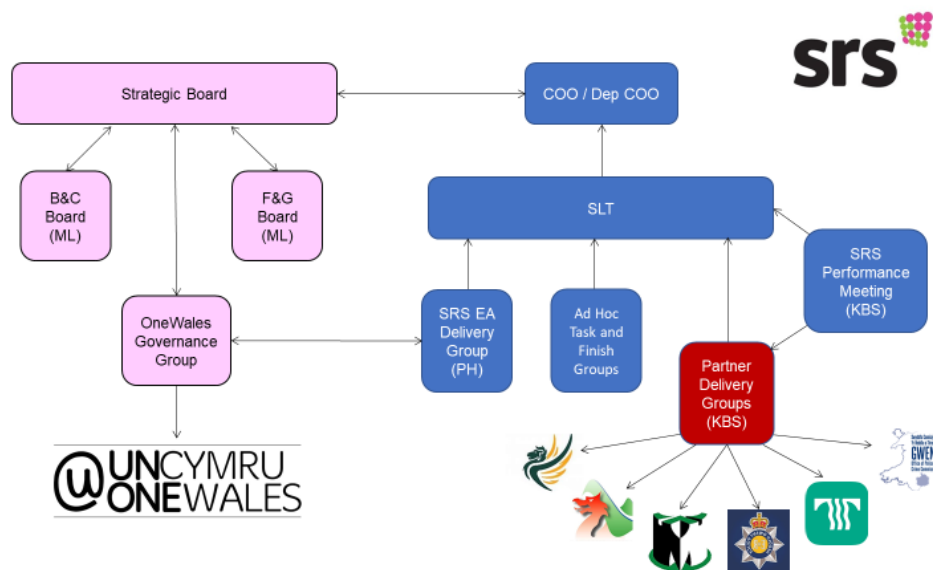 srs
Strategic Board
COO / Dep COO
B&C
Board
(ML)
F&G
Board
(ML)
SLT
SRS
Performance
Meeting
(KBS)
OneWales
Governance
Group
SRS EA
Delivery
Group
(PH)
Ad Hoc
Task and
Finish
Groups
Partner
Delivery
Groups
(KBS)
@UNCYMRU
ONEWALES
GWEN